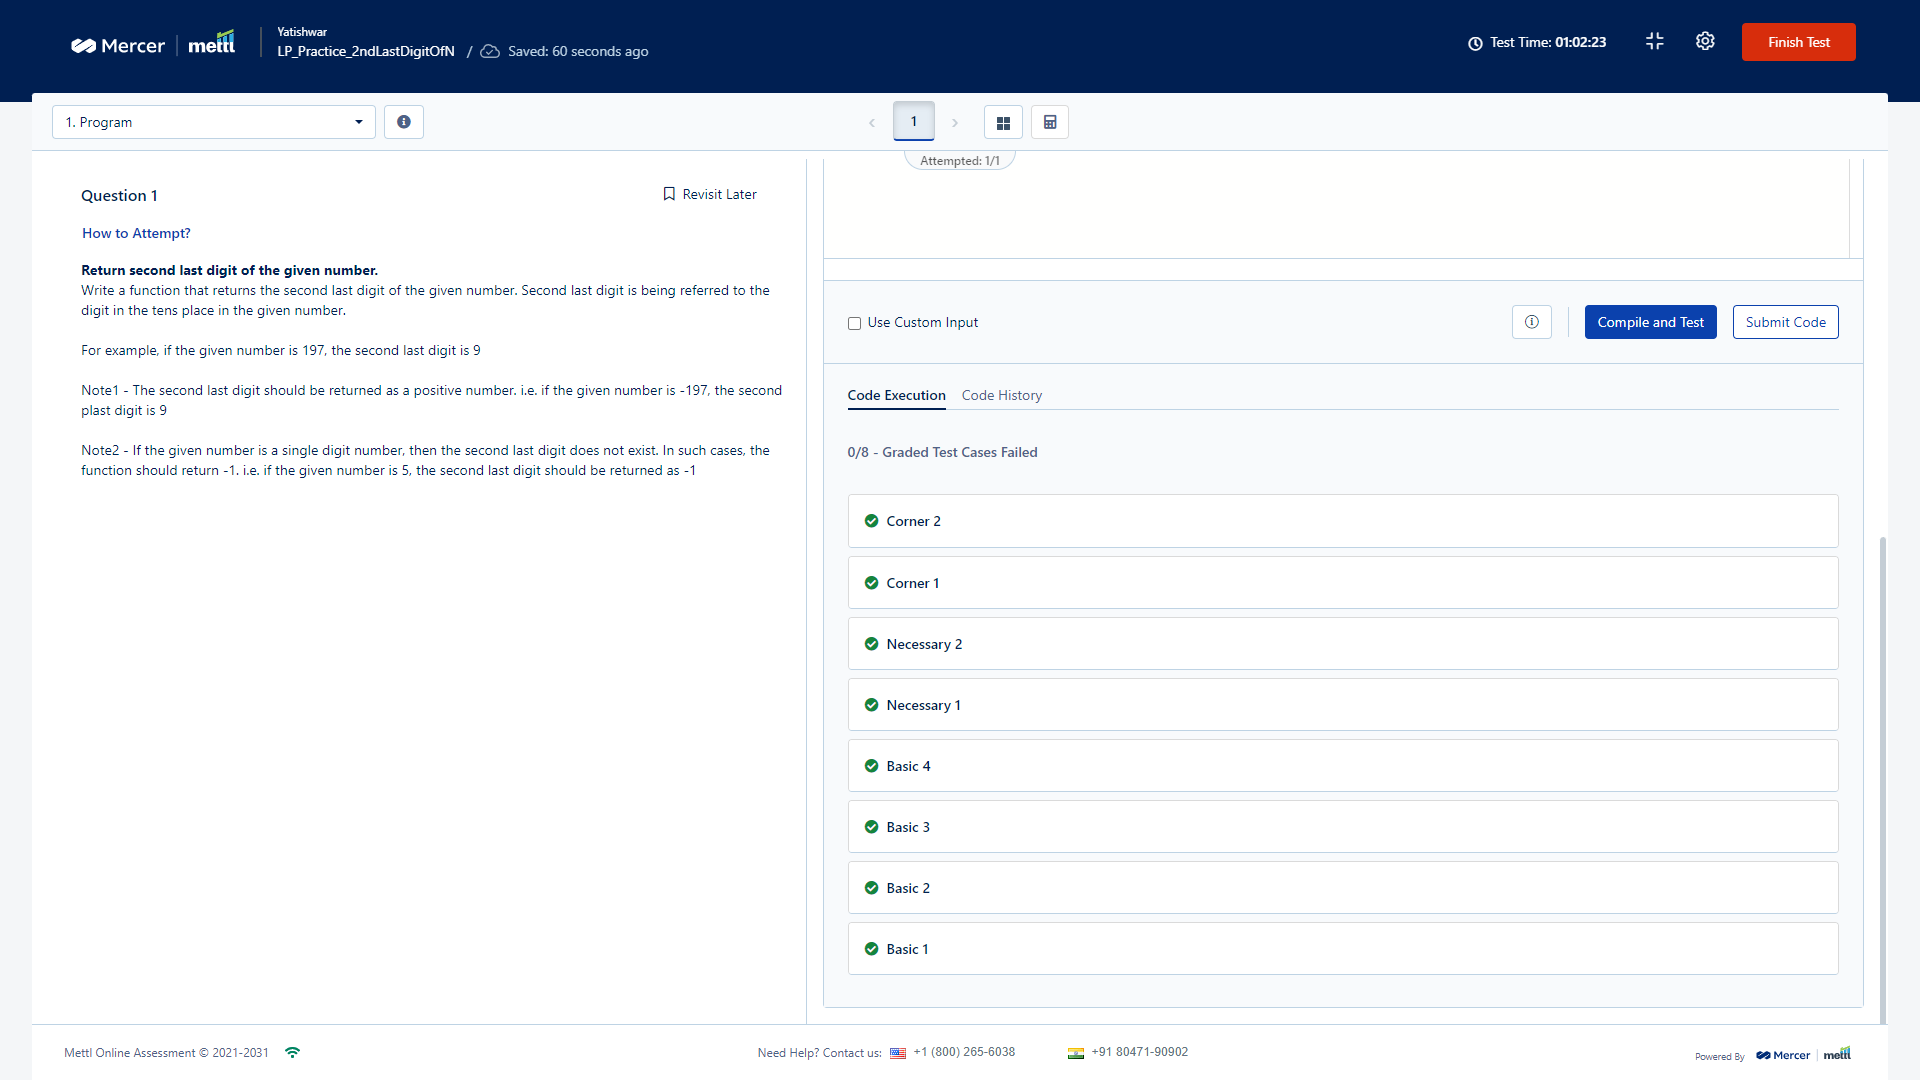 Mercer mettl
Yatishwar
LP_Practice_2ndLastDigitOfN / Saved: 60 seconds ago
Test Time: 01:02:23
Finish Test
1. Program
1
Attempted: 1/1
Question 1
Revisit Later
How to Attempt?
Return second last digit of the given number.
Write a function that returns the second last digit of the given number. Second last digit is being referred to the
digit in the tens place in the given number.
For example, if the given number is 197, the second last digit is 9
Note1 - The second last digit should be returned as a positive number. i.e. if the given number is -197, the second
plast digit is 9
Note2 - If the given number is a single digit number, then the second last digit does not exist. In such cases, the
function should return -1. i.e. if the given number is 5, the second last digit should be returned as -1
Use Custom Input
Compile and Test
Submit Code
Code Execution
Code History
0/8 - Graded Test Cases Failed
Corner 2
Corner 1
Necessary 2
Necessary 1
Basic 4
Basic 3
Basic 2
Basic 1
Mettl Online Assessment © 2021-2031
Need Help? Contact us: +1 (800) 265-6038
+91 80471-90902
Powered By Mercer mettl